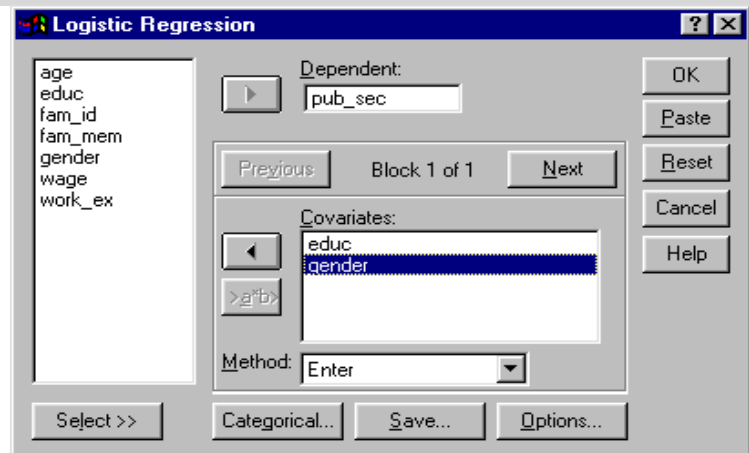 Logistic Regression
age
educ
fam_id
fam_mem
gender
wage
work_ex
Select >>
Dependent:
pub_sec
Previous Block 1 of 1 Next
Covariates:
educ
gender
>a*b>
Method: Enter
Categorical... Save... Options...
OK
Paste
Reset
Cancel
Help